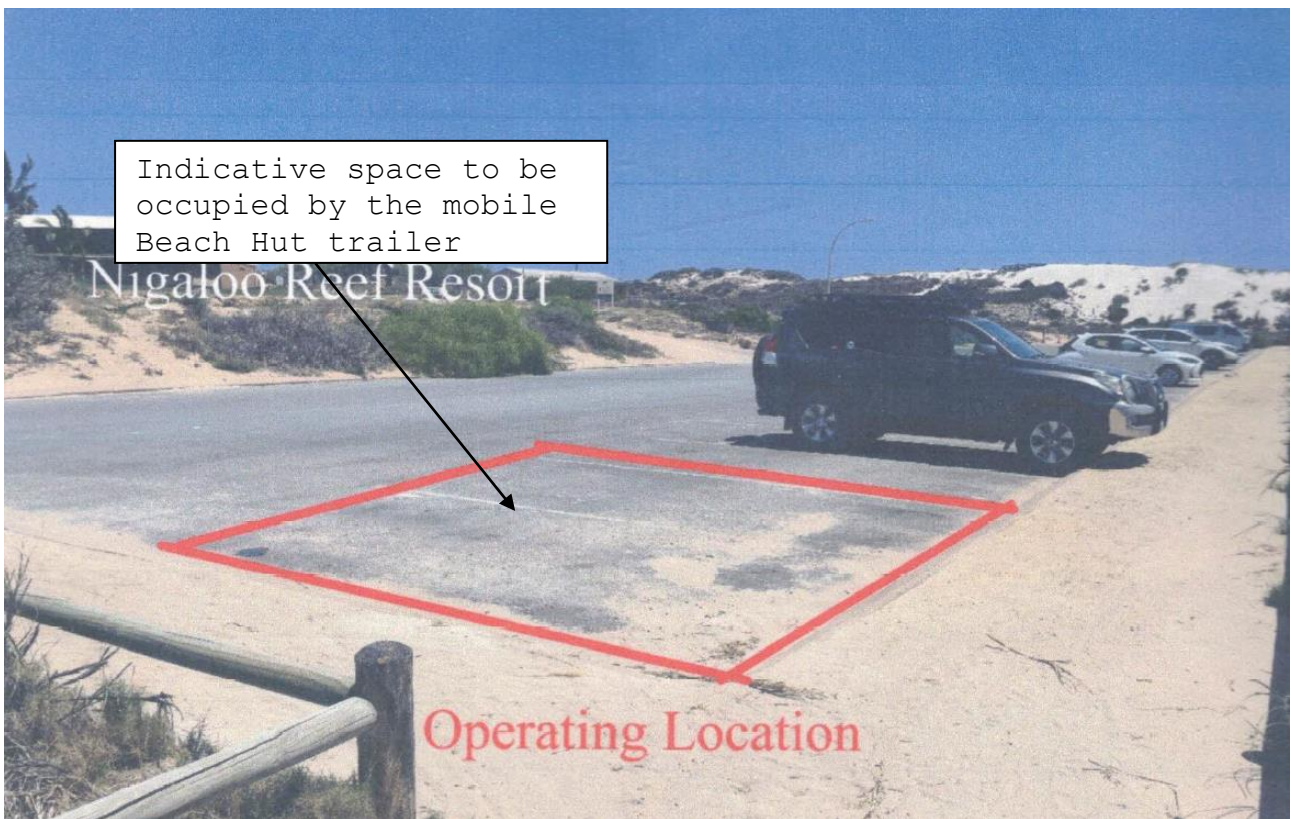 Indicative space to be
occupied by the mobile
Beach Hut trailer
Nigaloo Reef Resort
Operating Location